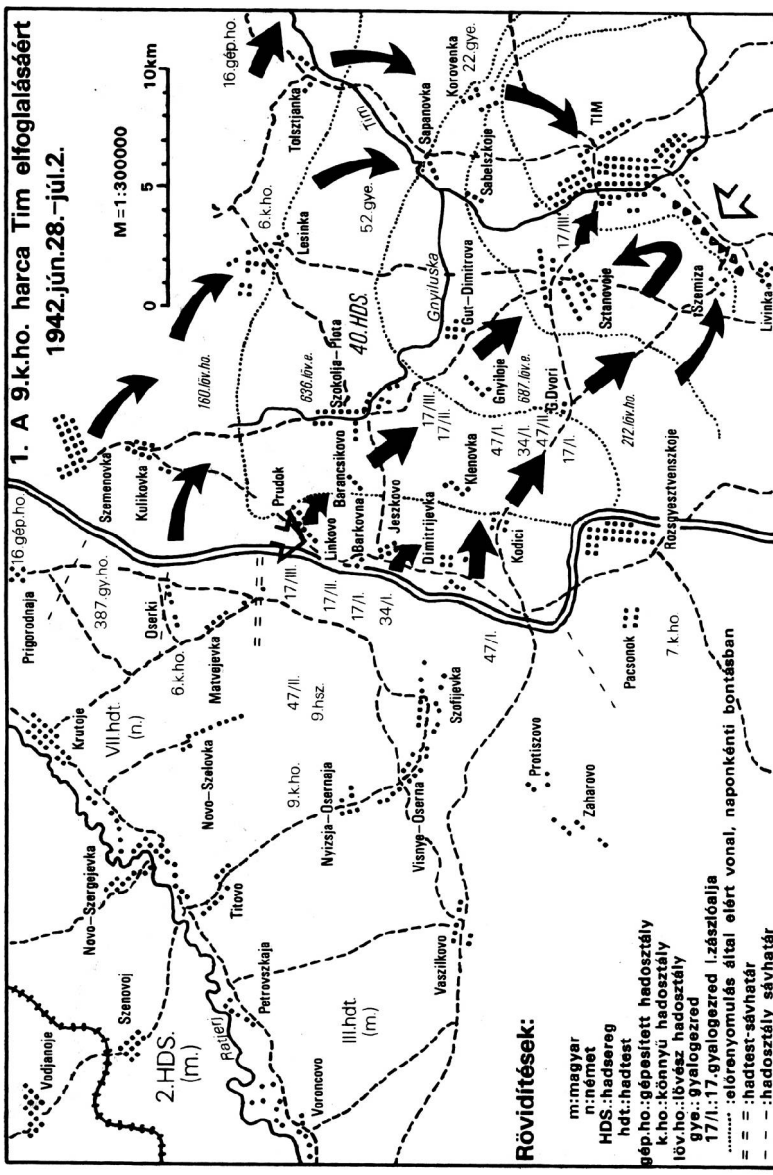 1. A 9.k.ho. harca Tim elfoglalásáért
1942.jún.28.–júl.2.
M=1:300000
0 5 10km
Vodjanoje
Szenovoj
Novo–Szergejevka
Krutoje
Prigorodnaja
16.gép.ho.
387.gy.ho.
Oserki
6.k.ho.
Matvejevka
VII.hdt.
(n.)
Novo–Szelovka
Titovo
2.HDS.
(m.)
Ratjerj
Petrovszkaja
Voroncovo
III.hdt.
(m.)
9.k.ho.
47/II.
9.hsz.
Nyizsja–Osernaja
Visnye–Oserna
Szofijevka
Vaszilkovo
Protiszovo
Zaharovo
Pacsonok
7.k.ho.
47/I.
17/III.
17/II.
17/I.
34/I.
Szemenovka
Kulikovka
160.löv.ho.
Prudok
Linkovo
Barkovna
Barancsikovo
Jeszkovo
Dimitrijevka
Kodici
Klenovka
Rozsgyesztvenszkoje
636.löv.e.
Szokolja–Plota
40.HDS.
17/III.
17/II.
47/I.
34/I.
47/II.
17/I.
687.löv.e.
Gnyiloje
G.Dvori
212.löv.ho.
Lesinka
6.k.ho.
52.gye.
Gnyiluska
Gut–Dimitrova
Sztanovoje
17/III.
Szemiza
Livinka
16.gép.ho.
Tolsztjanka
Tim
Sapanovka
Korovenka
22.gye.
Sabelszkoje
TIM
Rövidítések:
m:magyar
n:német
HDS.:hadsereg
hdt.:hadtest
gép.ho.:gépesített hadosztály
k.ho.:könnyű hadosztály
löv.ho.:lövész hadosztály
gye.: gyalogezred
17/I.:17.gyalogezred I.zászlóalja
:előrenyomulás által elért vonal, naponkénti bontásban
:hadtest-sávhatár
:hadosztály sávhatár